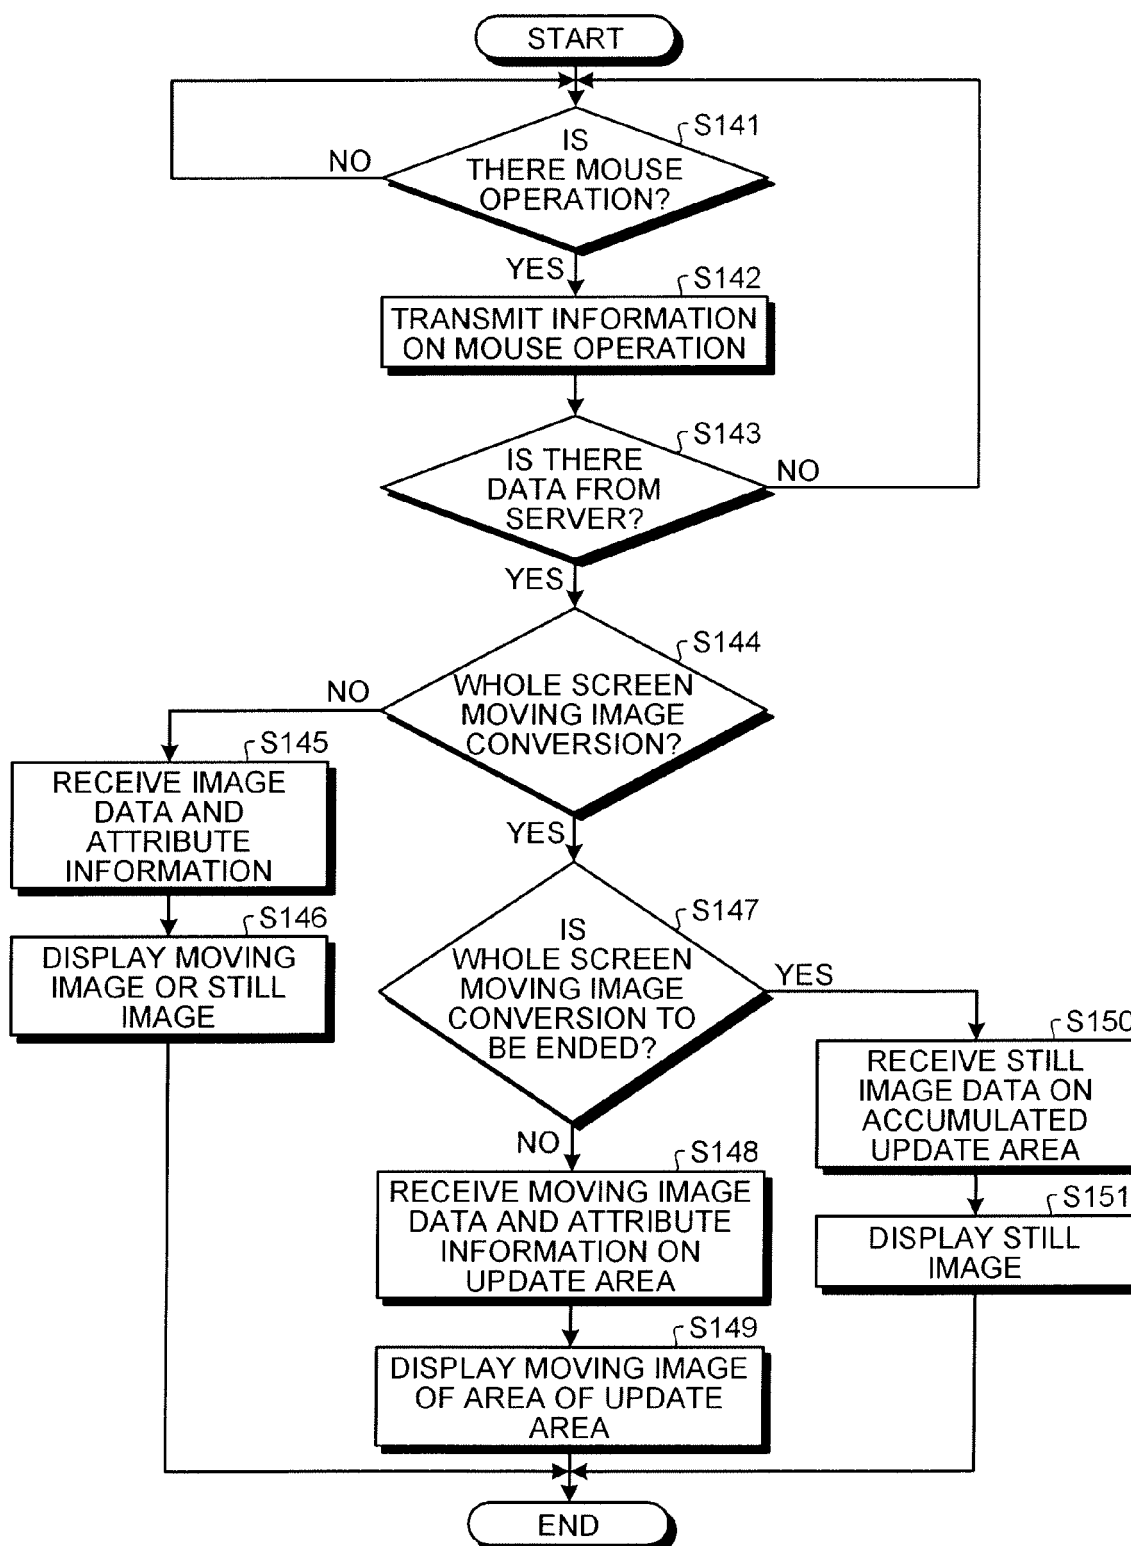 START
S141
IS
THERE MOUSE
OPERATION?
NO
YES
S142
TRANSMIT INFORMATION
ON MOUSE OPERATION
S143
IS THERE
DATA FROM
SERVER?
NO
YES
S144
WHOLE SCREEN
MOVING IMAGE
CONVERSION?
NO
YES
S145
RECEIVE IMAGE
DATA AND
ATTRIBUTE
INFORMATION
S146
DISPLAY MOVING
IMAGE OR STILL
IMAGE
S147
IS
WHOLE SCREEN
MOVING IMAGE
CONVERSION TO
BE ENDED?
YES
NO
S148
RECEIVE MOVING IMAGE
DATA AND ATTRIBUTE
INFORMATION ON
UPDATE AREA
S149
DISPLAY MOVING IMAGE
OF AREA OF UPDATE
AREA
S150
RECEIVE STILL
IMAGE DATA ON
ACCUMULATED
UPDATE AREA
S151
DISPLAY STILL
IMAGE
END